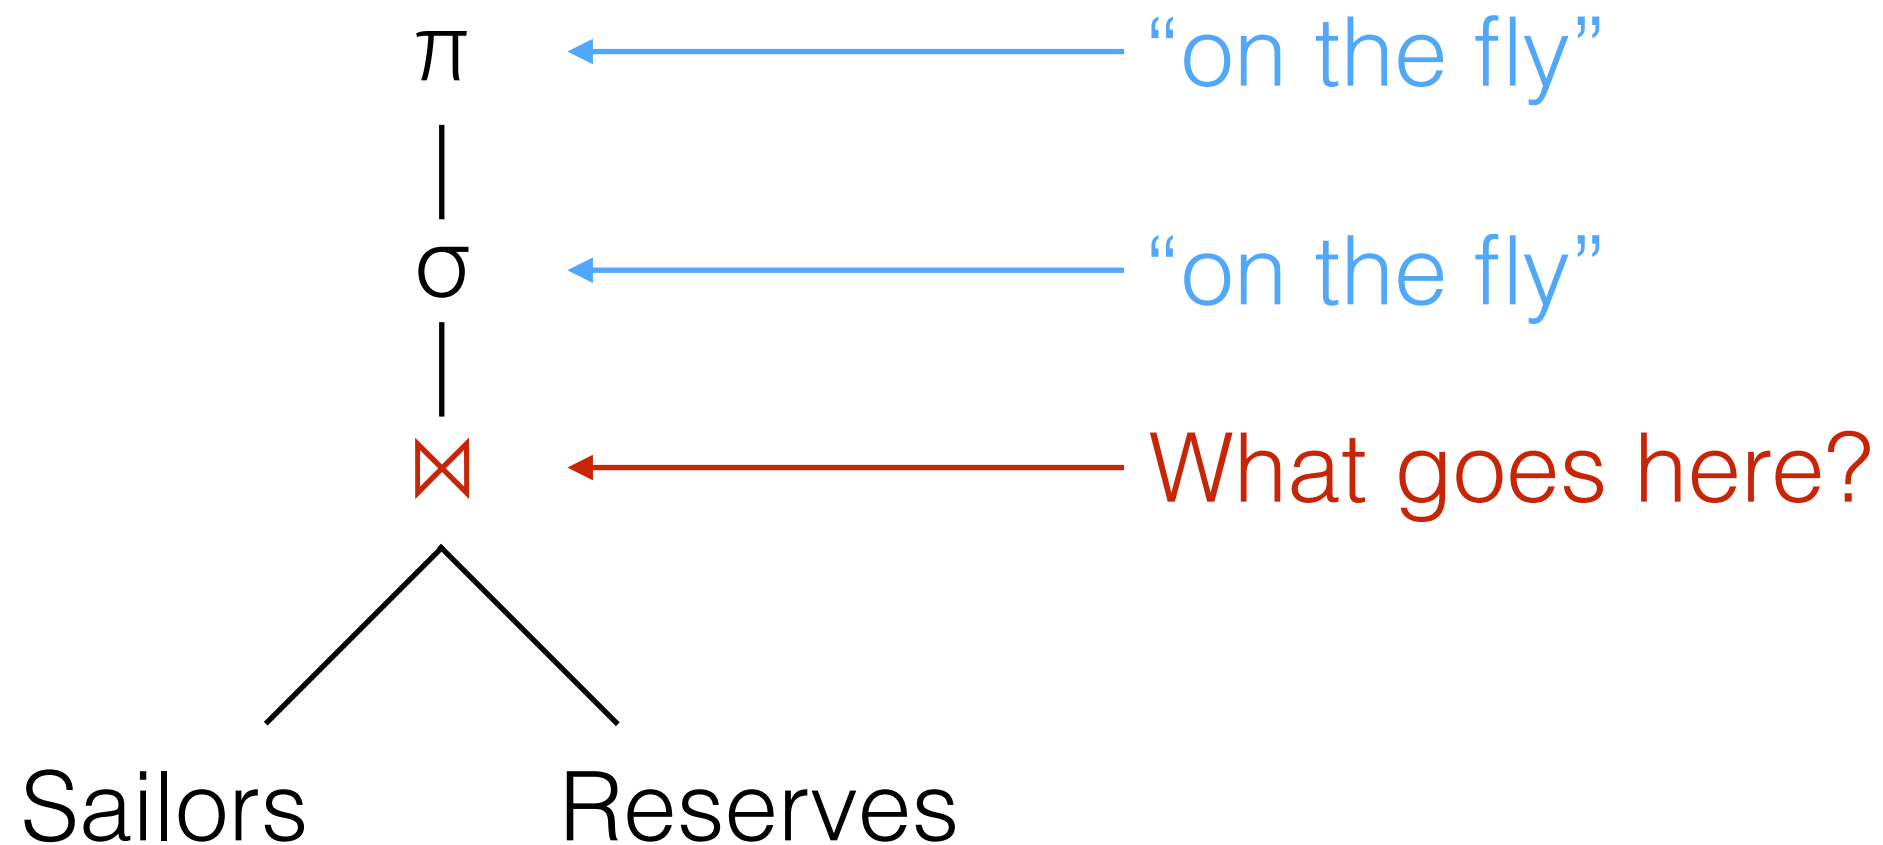 π “on the fly”
σ “on the fly”
⋈ What goes here?
Sailors Reserves